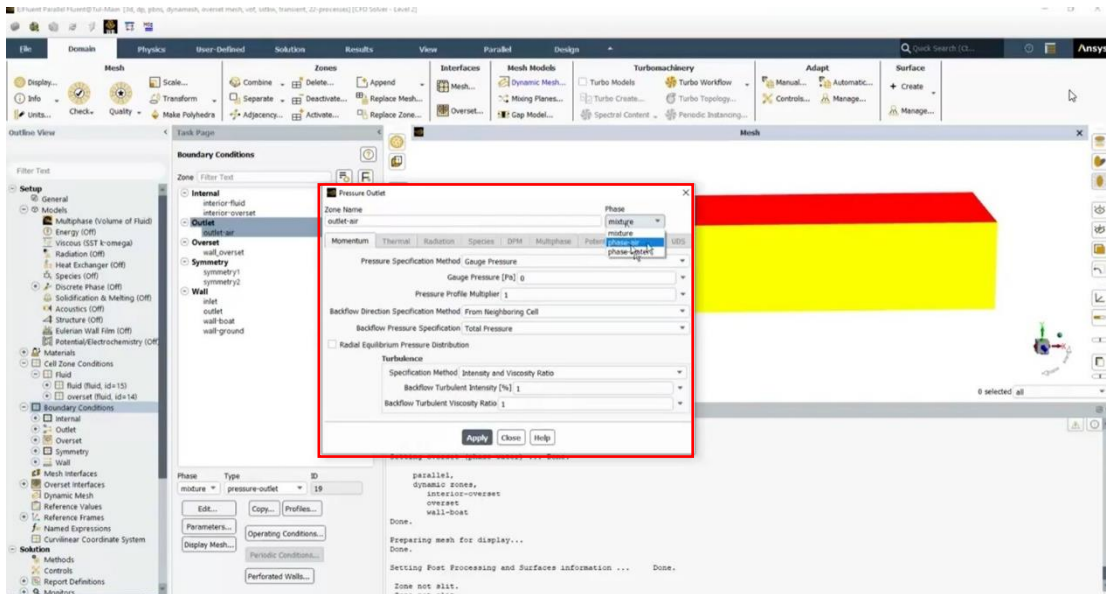 E:Fluent Parallel Fluent@Tui-Main [3d, dp, pbns, dynamesh, overset mesh, vof, sstkw, transient, 22-processes] [CFD Solver - Level 2]
File Domain Physics User-Defined Solution Results View Parallel Design
Quick Search (Ct... Ansys
Mesh Zones Interfaces Mesh Models Turbomachinery Adapt Surface
Display... Scale... Combine Delete... Append Mesh... Dynamic Mesh... Turbo Models Turbo Workflow Manual... Automatic... + Create
Info Check Quality Transform Separate Deactivate... Replace Mesh... Mixing Planes... Turbo Create... Turbo Topology... Controls... Manage...
Units... Make Polyhedra Adjacency... Activate... Replace Zone... Overset... Gap Model... Spectral Content Periodic Instancing... Manage...
Outline View
Filter Text
Setup
General
Models
Multiphase (Volume of Fluid)
Energy (Off)
Viscous (SST k-omega)
Radiation (Off)
Heat Exchanger (Off)
Species (Off)
Discrete Phase (Off)
Solidification & Melting (Off)
Acoustics (Off)
Structure (Off)
Eulerian Wall Film (Off)
Potential/Electrochemistry (Off
Materials
Cell Zone Conditions
Fluid
fluid (fluid, id=15)
overset (fluid, id=14)
Boundary Conditions
Internal
Outlet
Overset
Symmetry
Wall
Mesh Interfaces
Overset Interfaces
Dynamic Mesh
Reference Values
Reference Frames
Named Expressions
Curvilinear Coordinate System
Solution
Methods
Controls
Report Definitions
Monitors
Task Page
Boundary Conditions
Zone Filter Text
Internal
interior-fluid
interior-overset
Outlet
outlet-air
Overset
wall_overset
Symmetry
symmetry1
symmetry2
Wall
inlet
outlet
wall-boat
wall-ground
Phase Type ID
mixture pressure-outlet 19
Edit... Copy... Profiles...
Parameters... Operating Conditions...
Display Mesh... Periodic Conditions...
Perforated Walls...
Mesh
Pressure Outlet
Zone Name Phase
outlet-air mixture
mixture
phase-air
Momentum Thermal Radiation Species DPM Multiphase UDS
Pressure Specification Method Gauge Pressure
Gauge Pressure [Pa] 0
Pressure Profile Multiplier 1
Backflow Direction Specification Method From Neighboring Cell
Backflow Pressure Specification Total Pressure
Radial Equilibrium Pressure Distribution
Turbulence
Specification Method Intensity and Viscosity Ratio
Backflow Turbulent Intensity [%] 1
Backflow Turbulent Viscosity Ratio 1
Apply Close Help
0 selected all
parallel,
dynamic zones,
interior-overset
overset
wall-boat
Done.
Preparing mesh for display...
Done.
Setting Post Processing and Surfaces information ... Done.
Zone not slit.